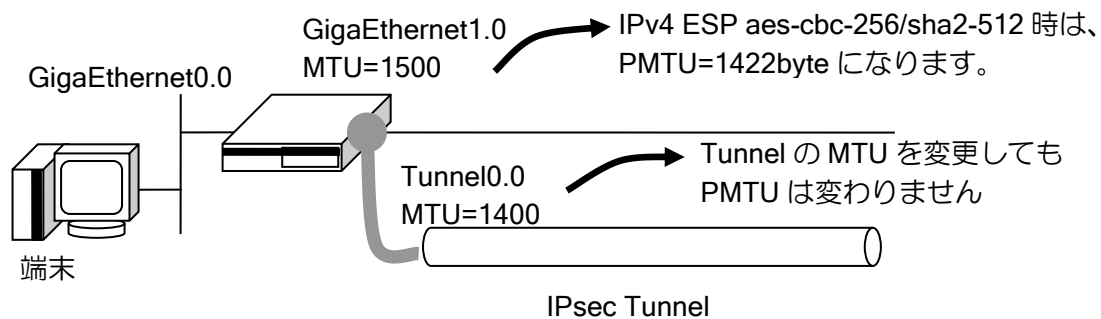 GigaEthernet1.0
MTU=1500
IPv4 ESP aes-cbc-256/sha2-512 時は、
PMTU=1422byte になります。
GigaEthernet0.0
Tunnel0.0
MTU=1400
Tunnel の MTU を変更しても
PMTU は変わりません
端末
IPsec Tunnel